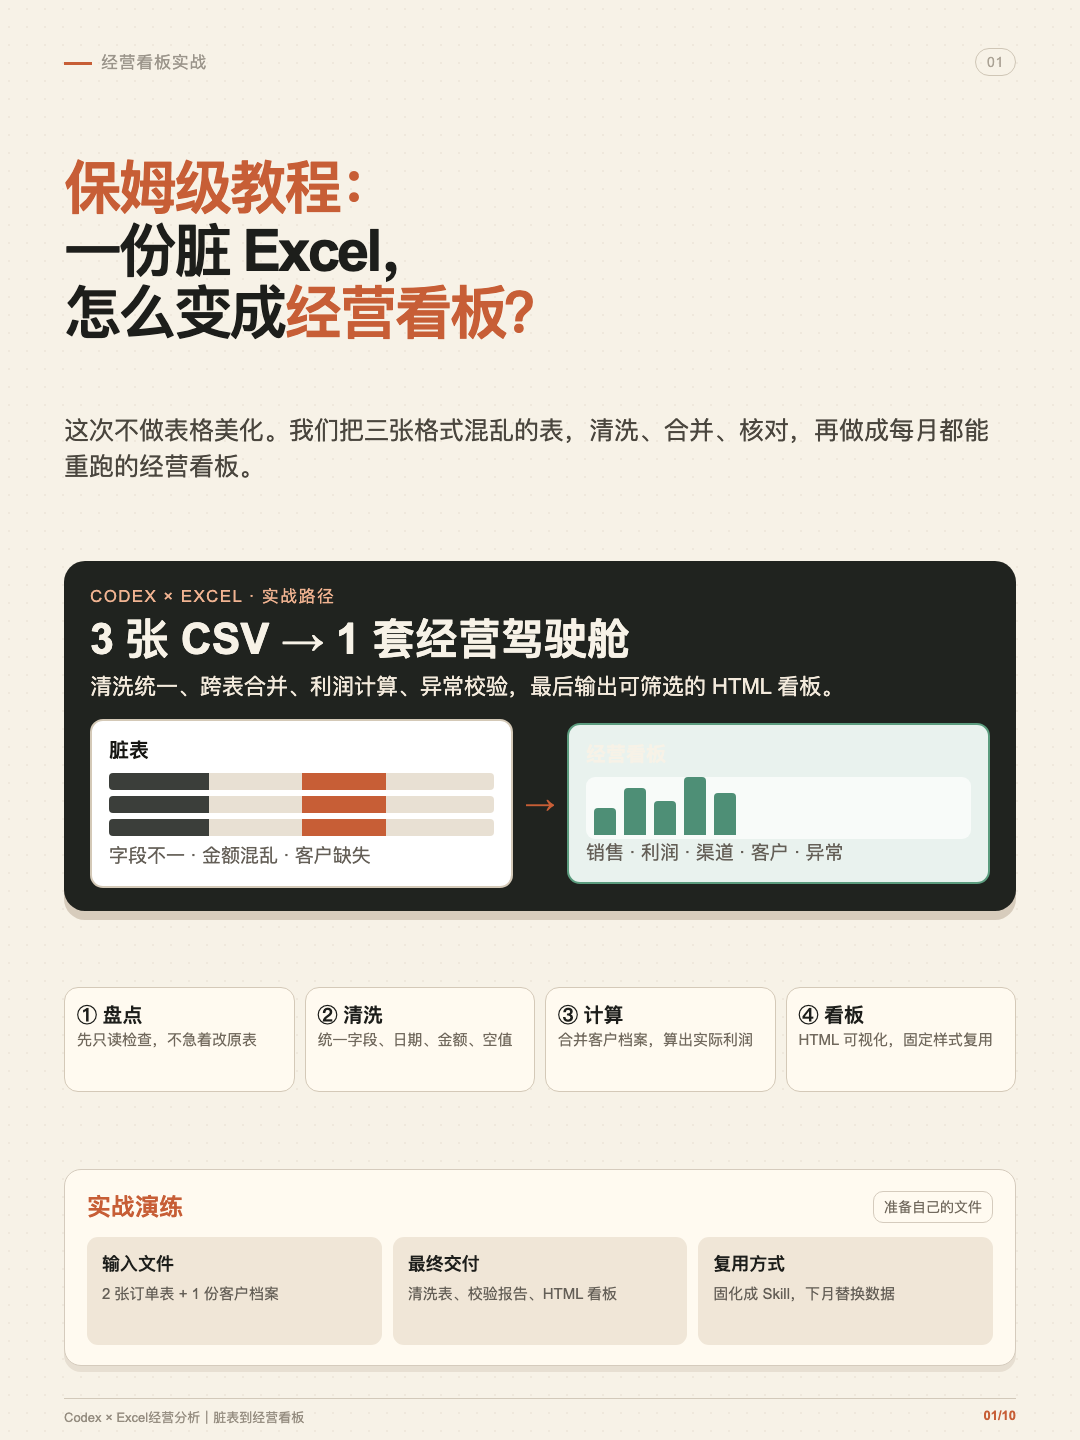 经营看板实战
01
保姆级教程：
一份脏 Excel，
怎么变成经营看板？
这次不做表格美化。我们把三张格式混乱的表，清洗、合并、核对，再做成每月都能
重跑的经营看板。
CODEX × EXCEL · 实战路径
3 张 CSV → 1 套经营驾驶舱
清洗统一、跨表合并、利润计算、异常校验，最后输出可筛选的 HTML 看板。
脏表
字段不一 · 金额混乱 · 客户缺失
→
经营看板
销售 · 利润 · 渠道 · 客户 · 异常
① 盘点
先只读检查，不急着改原表
② 清洗
统一字段、日期、金额、空值
③ 计算
合并客户档案，算出实际利润
④ 看板
HTML 可视化，固定样式复用
实战演练
准备自己的文件
输入文件
2 张订单表 + 1 份客户档案
最终交付
清洗表、校验报告、HTML 看板
复用方式
固化成 Skill，下月替换数据
Codex × Excel经营分析｜脏表到经营看板
01/10